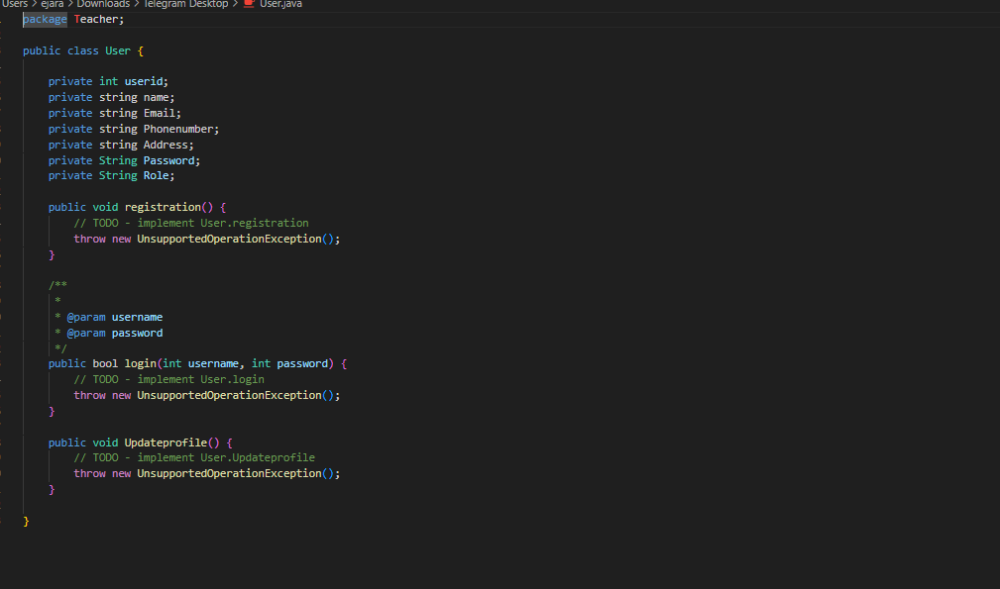 Users > ejara > Downloads > Telegram Desktop > User.java
package Teacher;
public class User {
private int userid;
private string name;
private string Email;
private string Phonenumber;
private string Address;
private String Password;
private String Role;
public void registration() {
// TODO - implement User.registration
throw new UnsupportedOperationException();
}
/**
*
* @param username
* @param password
*/
public bool login(int username, int password) {
// TODO - implement User.login
throw new UnsupportedOperationException();
}
public void Updateprofile() {
// TODO - implement User.Updateprofile
throw new UnsupportedOperationException();
}
}